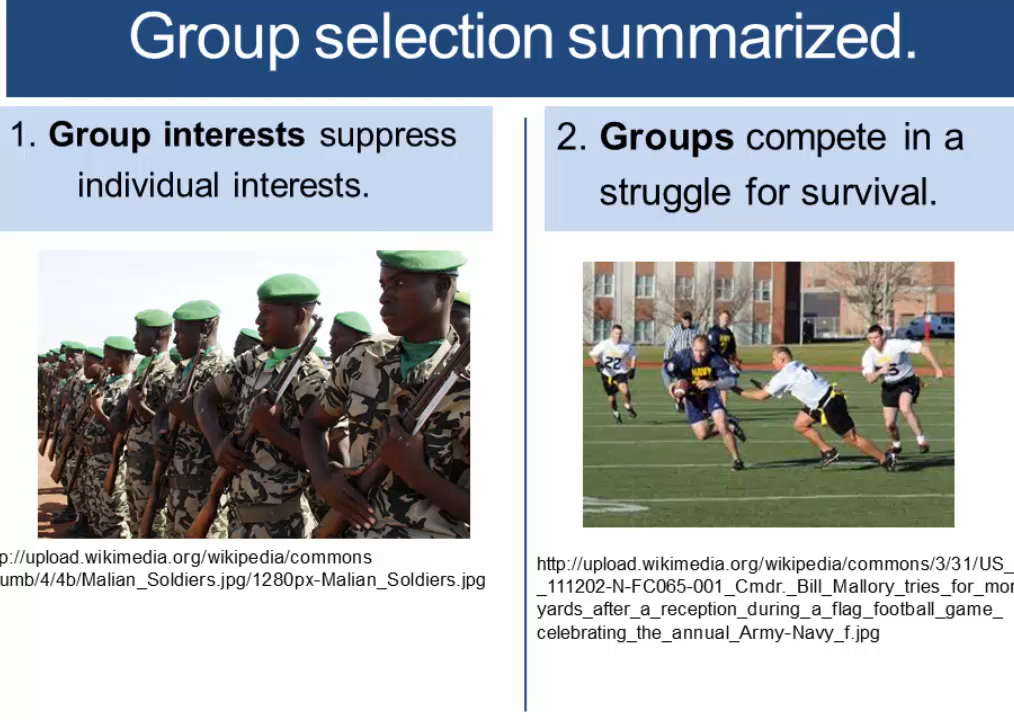 Group selection summarized.
1. Group interests suppress
individual interests.
2. Groups compete in a
struggle for survival.
p://upload.wikimedia.org/wikipedia/commons
umb/4/4b/Malian_Soldiers.jpg/1280px-Malian_Soldiers.jpg
http://upload.wikimedia.org/wikipedia/commons/3/31/US_
_111202-N-FC065-001_Cmdr._Bill_Mallory_tries_for_mor
yards_after_a_reception_during_a_flag_football_game_
celebrating_the_annual_Army-Navy_f.jpg
22